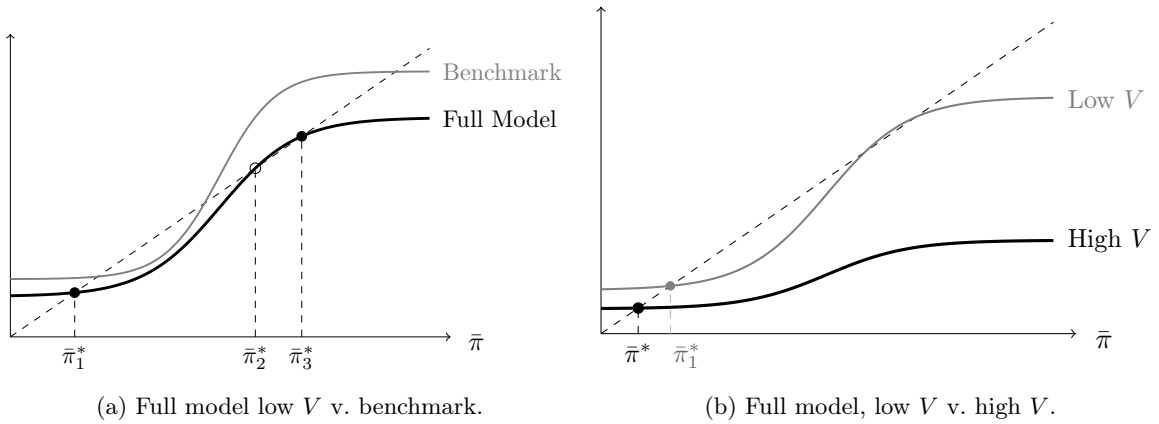 Benchmark
Full Model
π̄
π̄₁* π̄₂* π̄₃*
(a) Full model low V v. benchmark.
Low V
High V
π̄
π̄* π̄₁*
(b) Full model, low V v. high V.